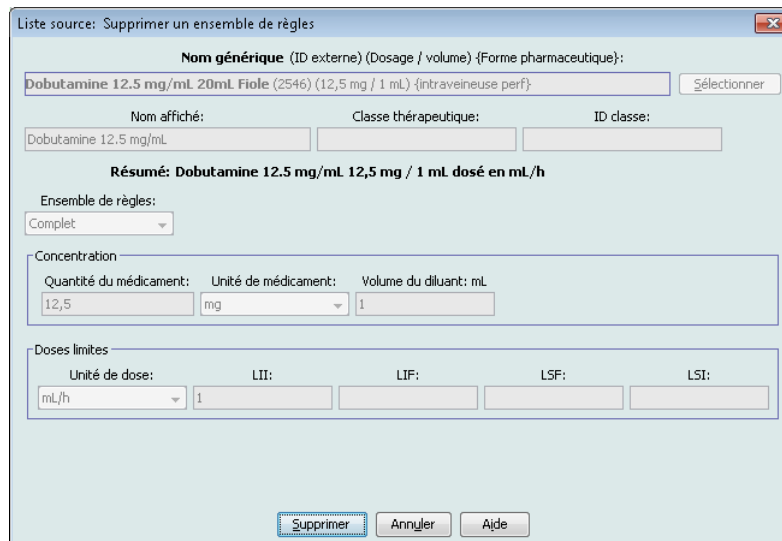 Liste source: Supprimer un ensemble de règles
Nom générique (ID externe) (Dosage / volume) {Forme pharmaceutique}:
Dobutamine 12.5 mg/mL 20mL Fiole (2546) (12,5 mg / 1 mL) {intraveineuse perf}
Sélectionner
Nom affiché: Classe thérapeutique: ID classe:
Dobutamine 12.5 mg/mL
Résumé: Dobutamine 12.5 mg/mL 12,5 mg / 1 mL dosé en mL/h
Ensemble de règles:
Complet
Concentration
Quantité du médicament: Unité de médicament: Volume du diluant: mL
12,5 mg 1
Doses limites
Unité de dose: LII: LIF: LSF: LSI:
mL/h 1
Supprimer Annuler Aide